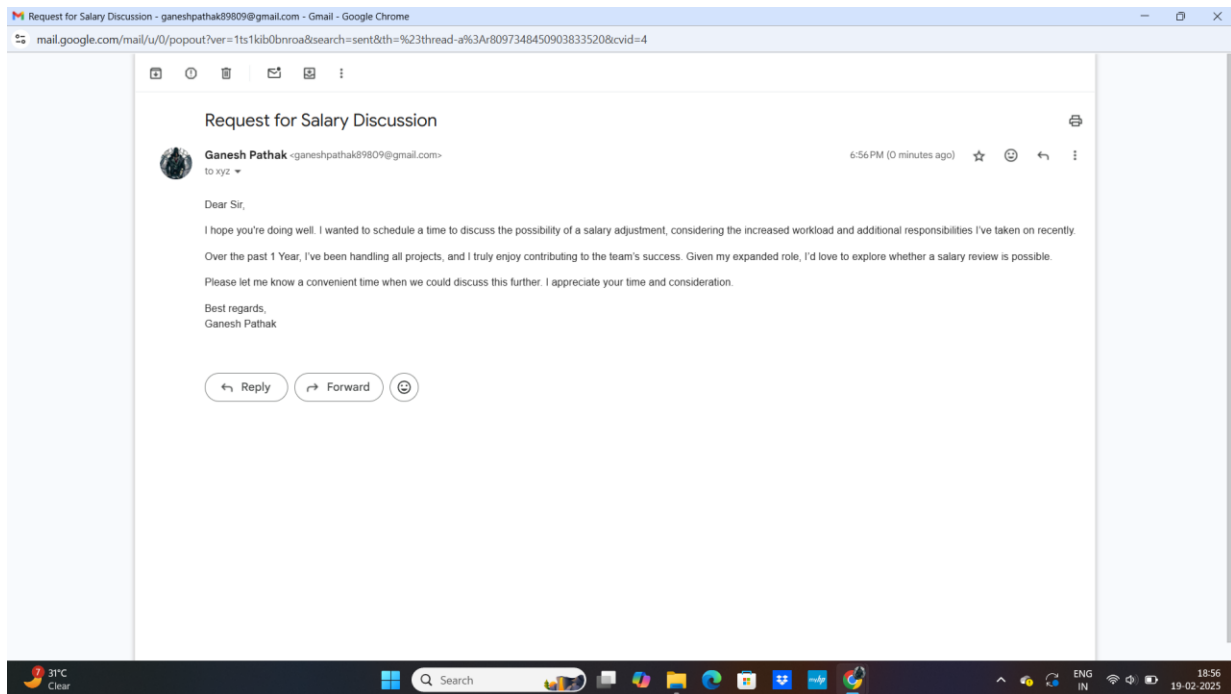 Request for Salary Discussion - ganeshpathak89809@gmail.com - Gmail - Google Chrome
mail.google.com/mail/u/0/popout?ver=1ts1kib0bnroa&search=sent&th=%23thread-a%3Ar8097348450903833520&cvid=4
Request for Salary Discussion
Ganesh Pathak <ganeshpathak89809@gmail.com>
6:56 PM (0 minutes ago)
to xyz
Dear Sir,
I hope you're doing well. I wanted to schedule a time to discuss the possibility of a salary adjustment, considering the increased workload and additional responsibilities I've taken on recently.
Over the past 1 Year, I've been handling all projects, and I truly enjoy contributing to the team's success. Given my expanded role, I'd love to explore whether a salary review is possible.
Please let me know a convenient time when we could discuss this further. I appreciate your time and consideration.
Best regards,
Ganesh Pathak
Reply
Forward
7
31°C
Clear
Search
myhp
ENG
IN
18:56
19-02-2025